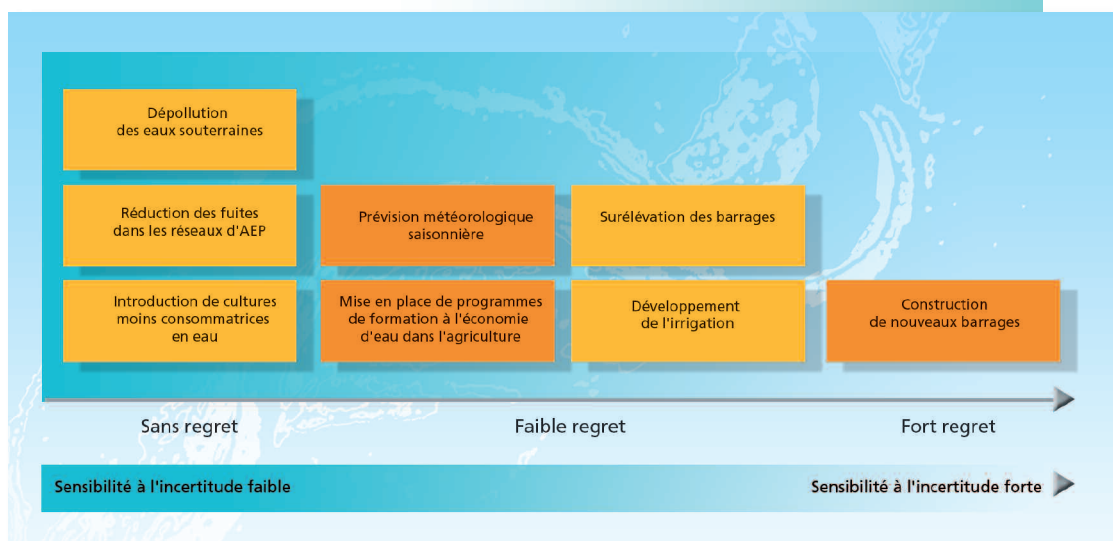 Dépollution
des eaux souterraines
Réduction des fuites
dans les réseaux d'AEP
Prévision météorologique
saisonnière
Surélévation des barrages
Introduction de cultures
moins consommatrices
en eau
Mise en place de programmes
de formation à l'économie
d'eau dans l'agriculture
Développement
de l'irrigation
Construction
de nouveaux barrages
Sans regret
Faible regret
Fort regret
Sensibilité à l'incertitude faible
Sensibilité à l'incertitude forte